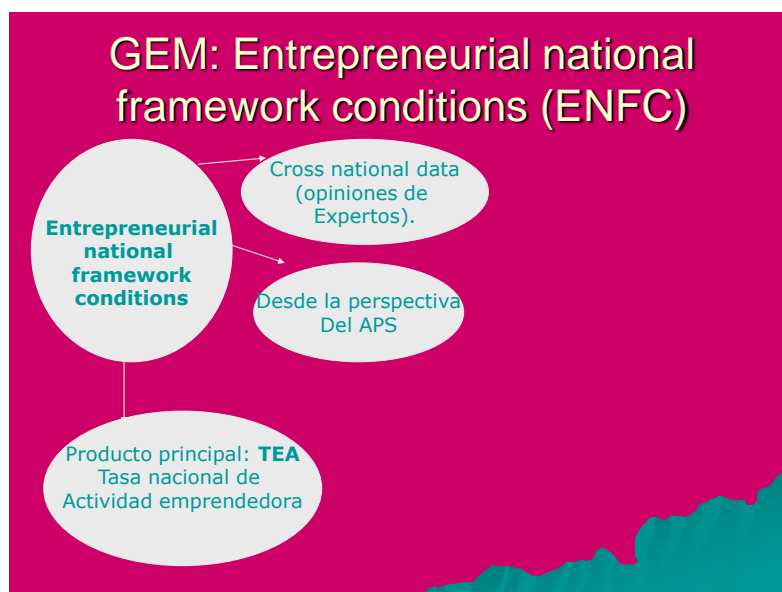 GEM: Entrepreneurial national
framework conditions (ENFC)
Cross national data
(opiniones de
Expertos).
Entrepreneurial
national
framework
conditions
Desde la perspectiva
Del APS
Producto principal: TEA
Tasa nacional de
Actividad emprendedora